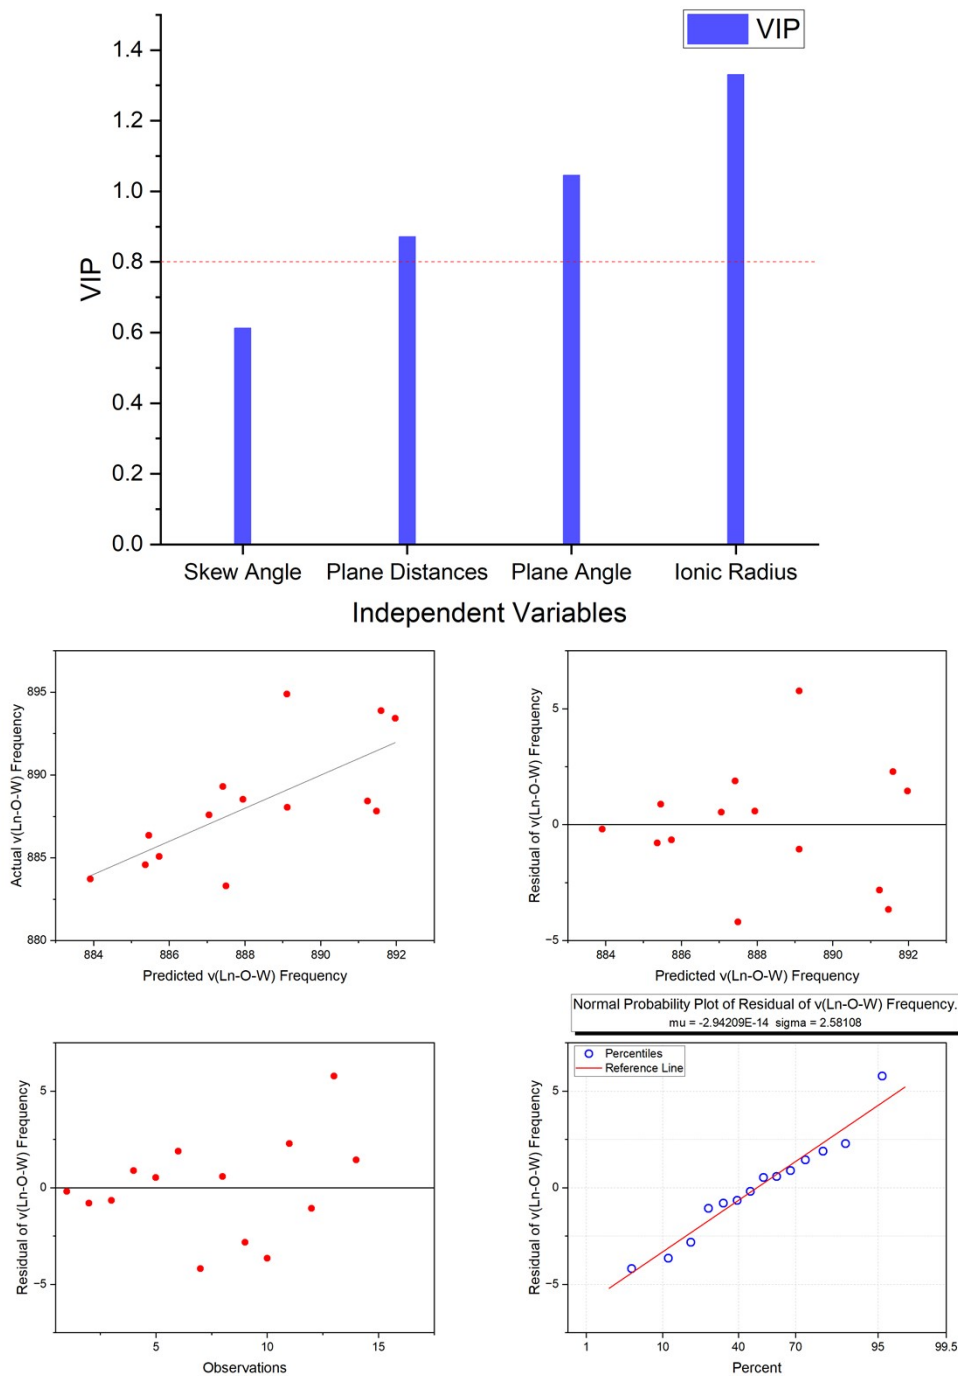 VIP
1.4
1.2
1.0
0.8
0.6
0.4
0.2
0.0
VIP
Skew Angle Plane Distances Plane Angle Ionic Radius
Independent Variables
895
890
885
880
Actual v(Ln-O-W) Frequency
884 886 888 890 892
Predicted v(Ln-O-W) Frequency
5
0
−5
Residual of v(Ln-O-W) Frequency
884 886 888 890 892
Predicted v(Ln-O-W) Frequency
5
0
−5
Residual of v(Ln-O-W) Frequency
5 10 15
Observations
Normal Probability Plot of Residual of v(Ln-O-W) Frequency.
mu = -2.94209E-14 sigma = 2.58108
Percentiles
Reference Line
5
0
−5
Residual of v(Ln-O-W) Frequency
1 10 40 70 95 99.5
Percent